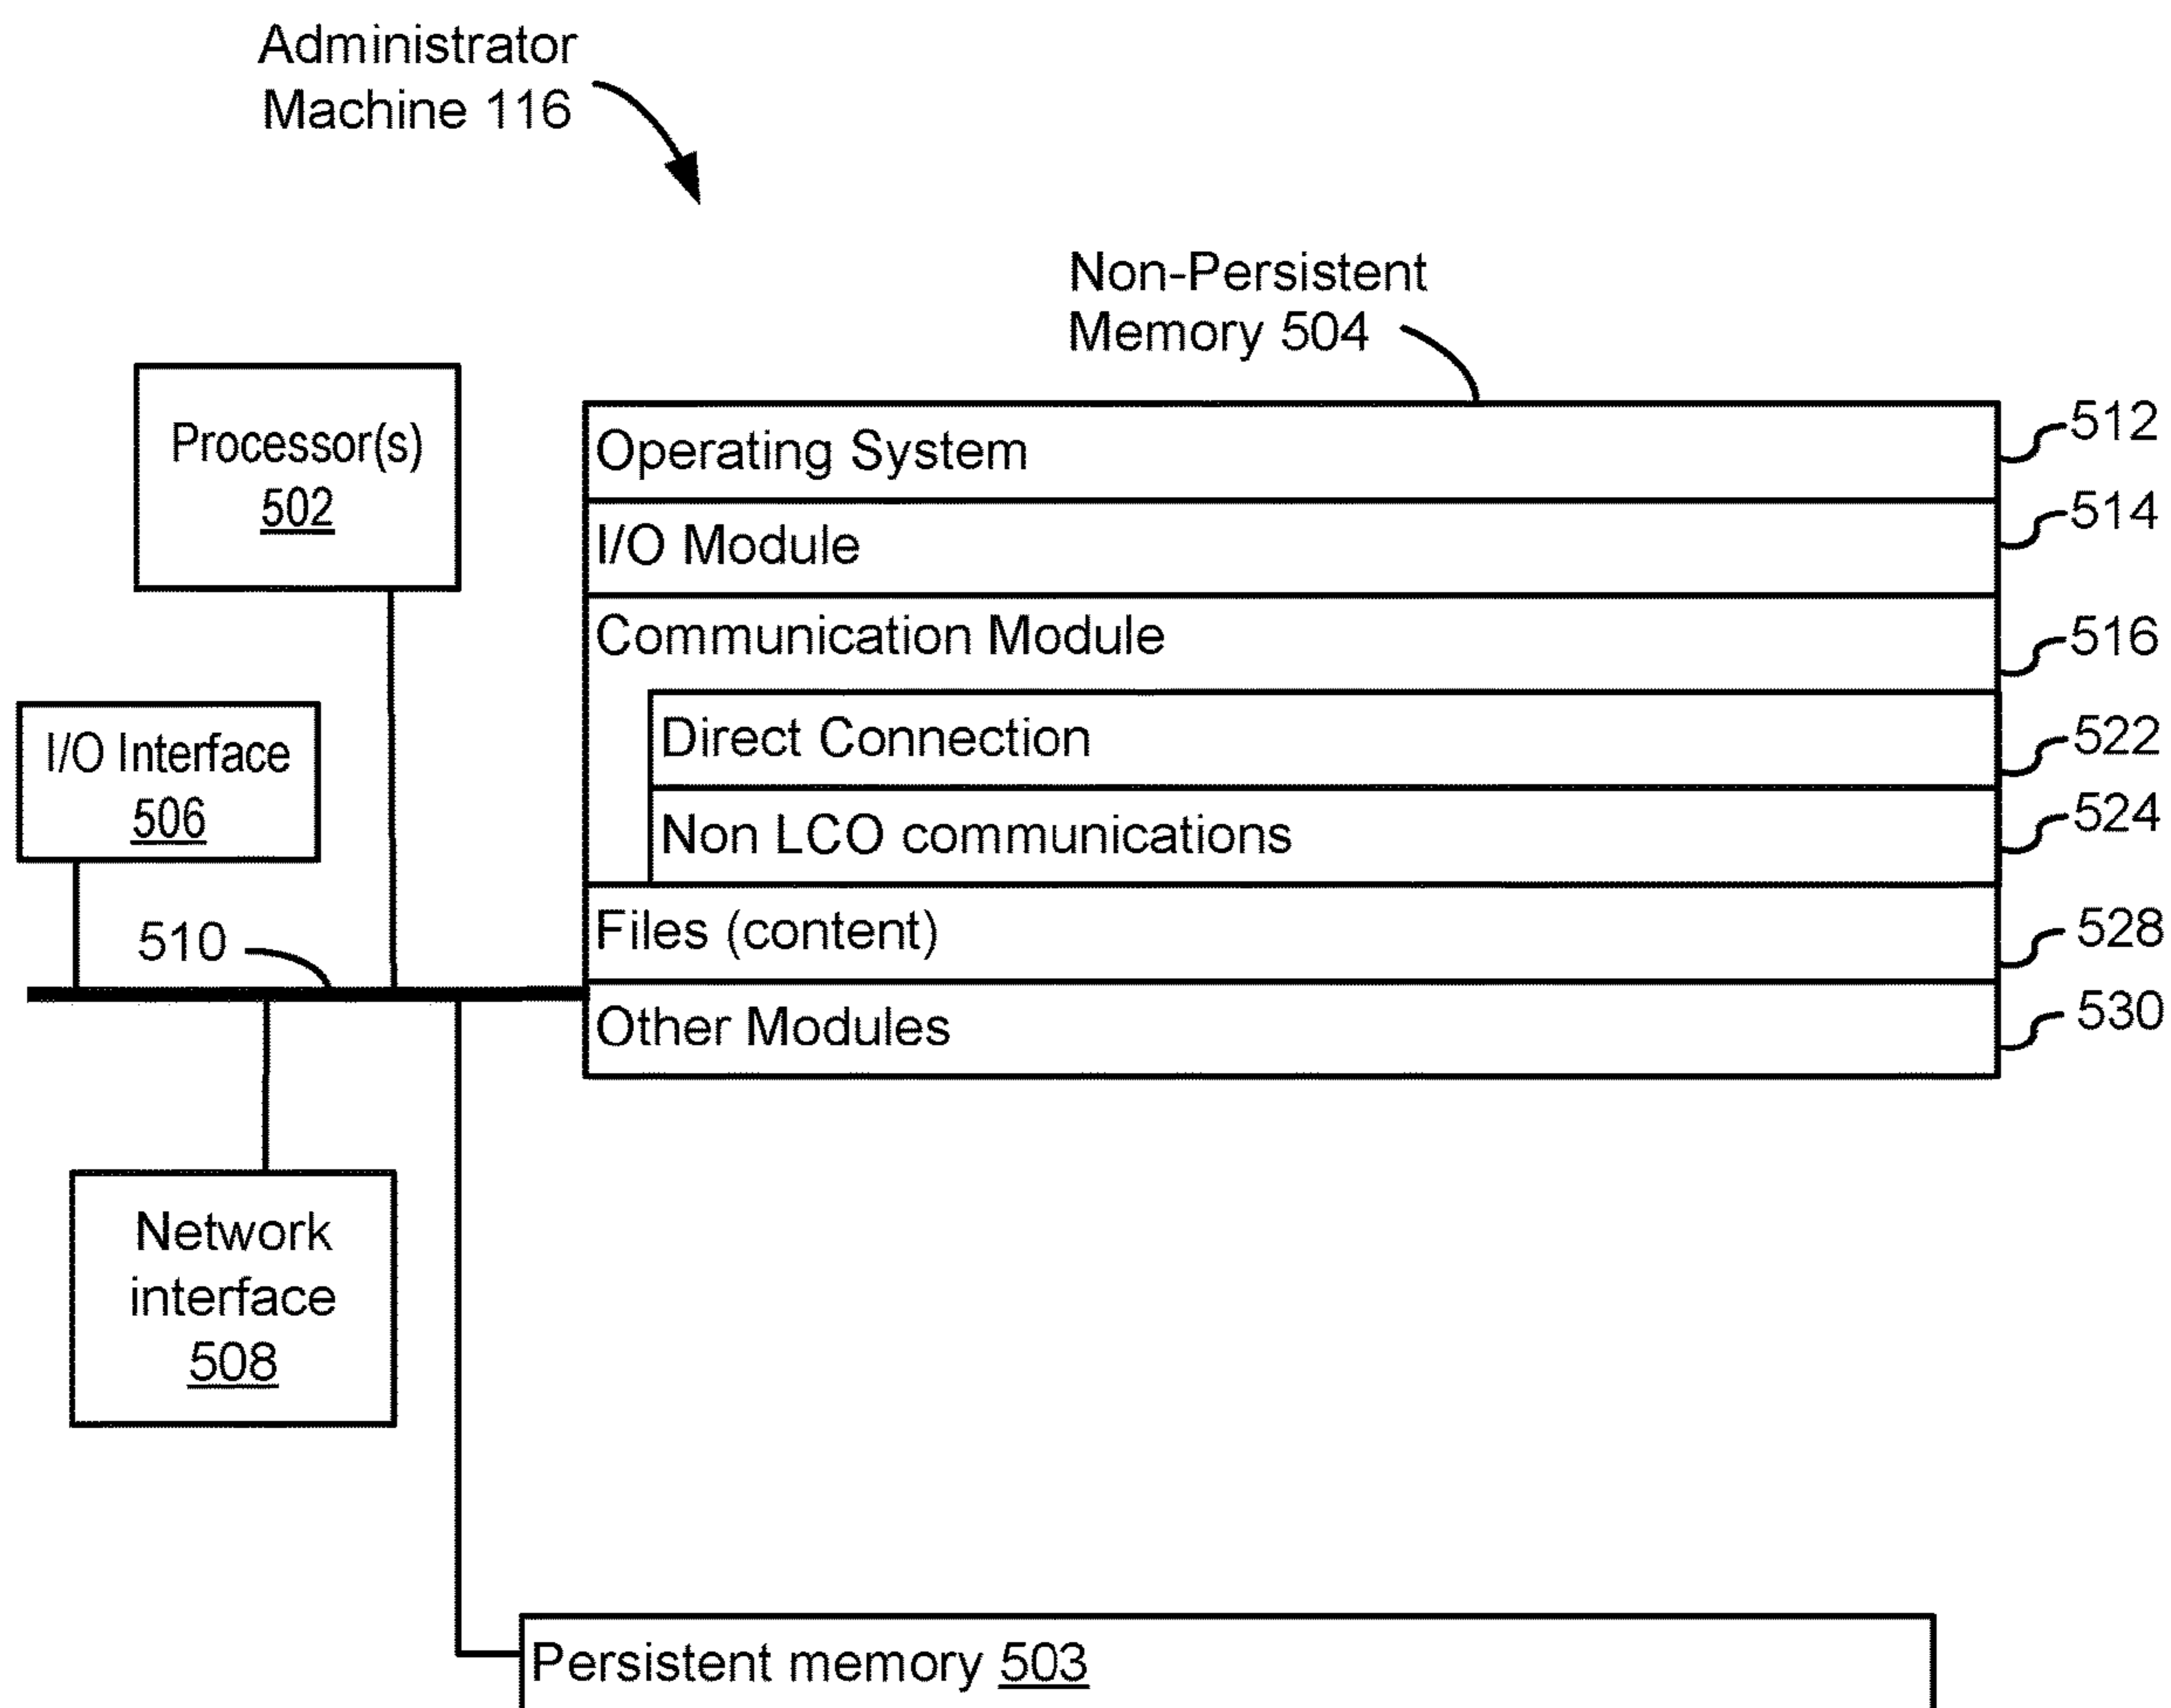 Administrator
Machine 116
Non-Persistent
Memory 504
Processor(s)
502
Operating System
512
I/O Module
514
Communication Module
516
I/O Interface
506
Direct Connection
522
Non LCO communications
524
510
Files (content)
528
Other Modules
530
Network
interface
508
Persistent memory 503